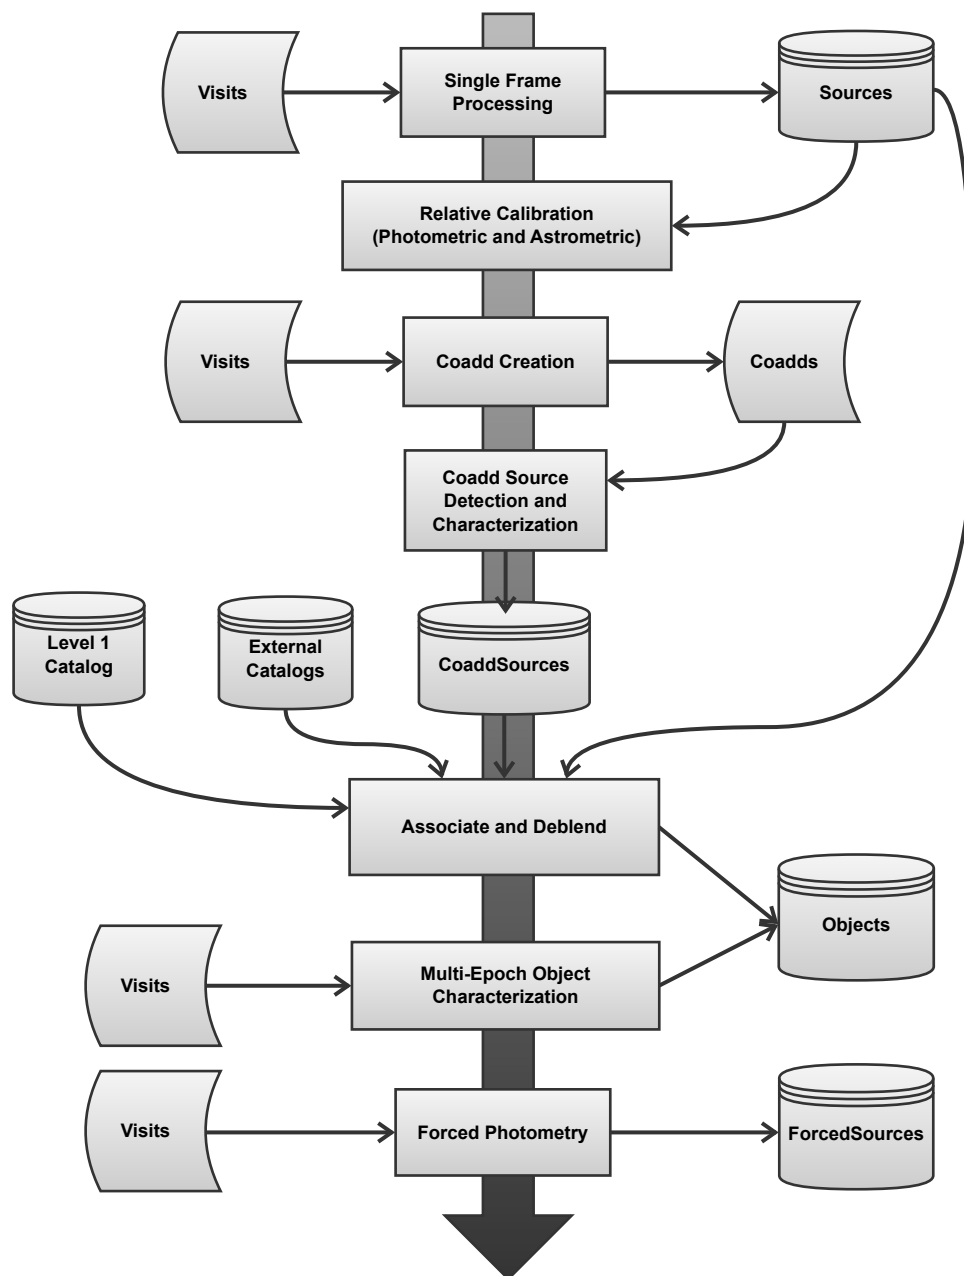 Visits
Single Frame
Processing
Sources
Relative Calibration
(Photometric and Astrometric)
Visits
Coadd Creation
Coadds
Coadd Source
Detection and
Characterization
Level 1
Catalog
External
Catalogs
CoaddSources
Associate and Deblend
Objects
Visits
Multi-Epoch Object
Characterization
Visits
Forced Photometry
ForcedSources